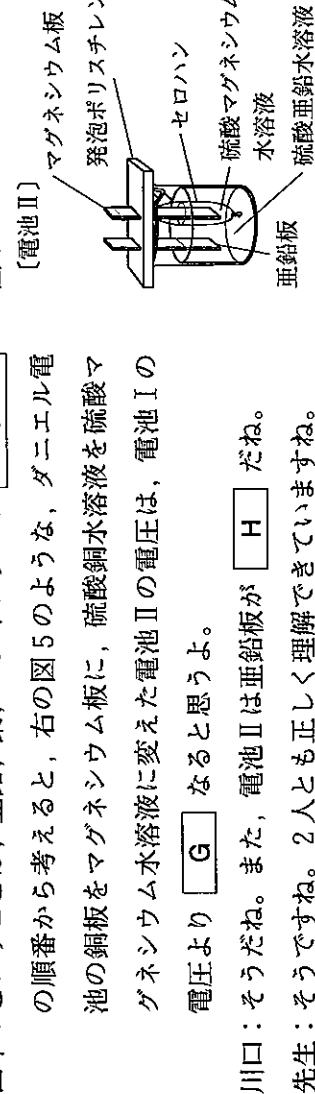 の順番から考えると，右の図5のような，ダニエル電
池の銅板をマグネシウム板に，硫酸銅水溶液を硫酸マ
グネシウム水溶液に変えた電池Ⅱの電圧は，電池Ⅰの
電圧より G なると思うよ。
川口：そうだね。また，電池Ⅱは亜鉛板が H だね。
先生：そうですね。2人とも正しく理解できていますね。
〔電池Ⅱ〕
マグネシウム板
発泡ポリスチレン
セロハン
硫酸マグネシウム
水溶液
硫酸亜鉛水溶液
亜鉛板